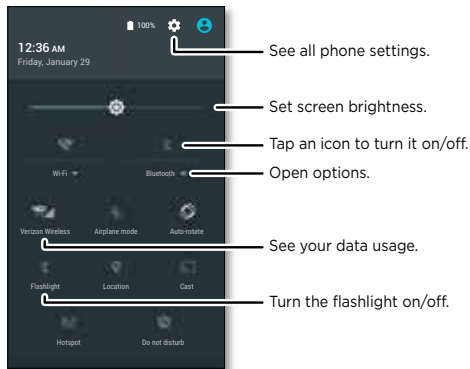 100%
12:36 AM
Friday, January 29
See all phone settings.
Set screen brightness.
Tap an icon to turn it on/off.
Wi-Fi
Bluetooth
Open options.
Verizon Wireless
Airplane mode
Auto-rotate
See your data usage.
Flashlight
Location
Cast
Turn the flashlight on/off.
Hotspot
Do not disturb